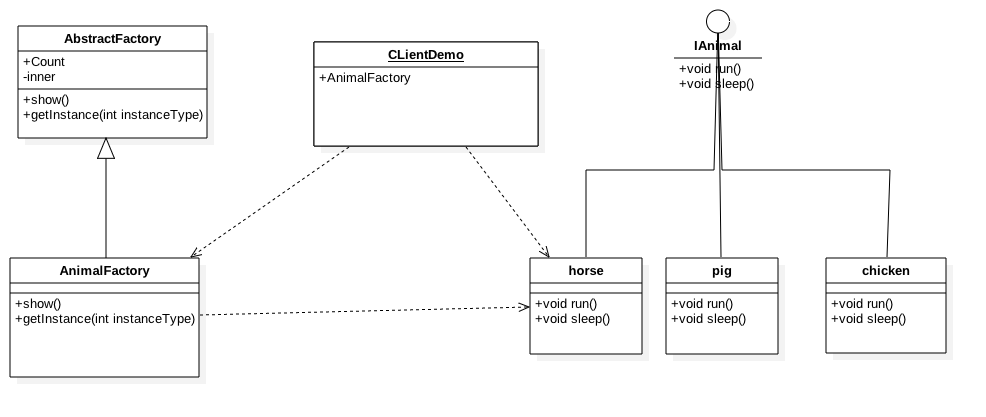 AbstractFactory
+Count
-inner
+show()
+getInstance(int instanceType)
CLientDemo
+AnimalFactory
IAnimal
+void run()
+void sleep()
AnimalFactory
+show()
+getInstance(int instanceType)
horse
+void run()
+void sleep()
pig
+void run()
+void sleep()
chicken
+void run()
+void sleep()